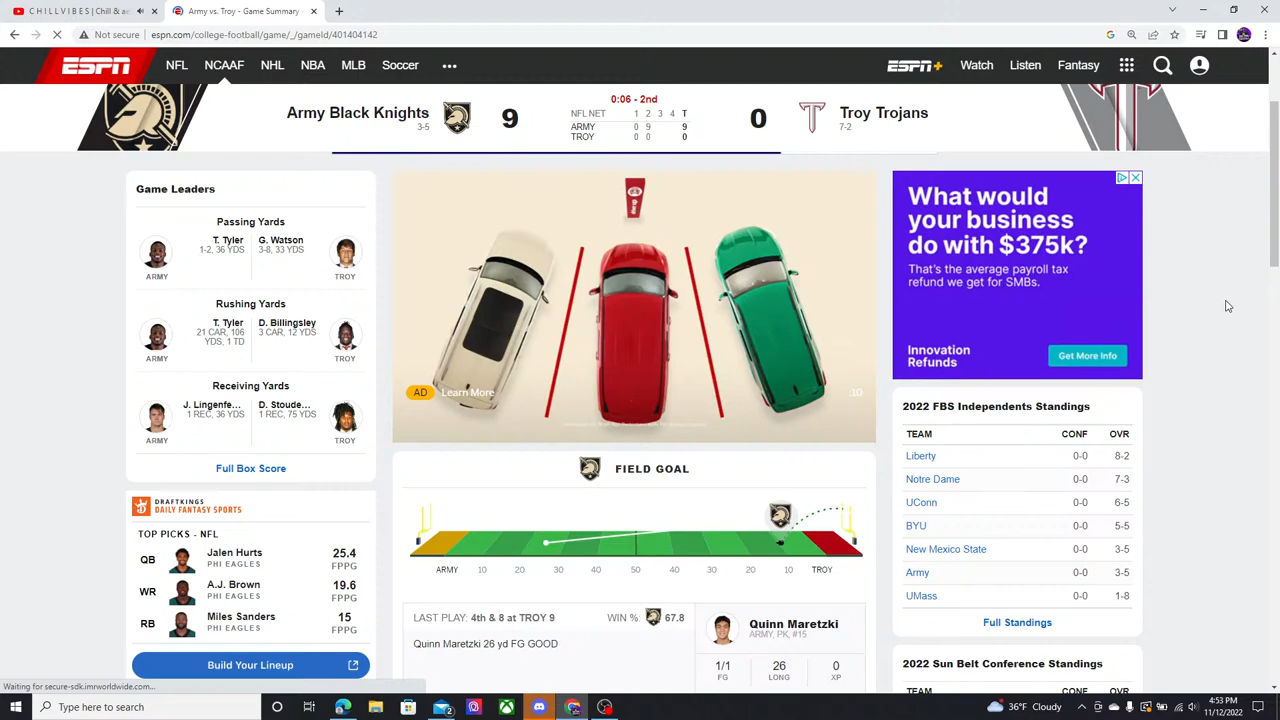 C H I L L V I B E S | Chill & ae
Army vs. Troy - Game Summary -
Not secure | espn.com/college-football/game/_/gameId/401404142
ESPN
NFL
NCAAF
NHL
NBA
MLB
Soccer
ESPN+
Watch
Listen
Fantasy
Army Black Knights
3-5
9
0:06 - 2nd
NFL NET 1 2 3 4 T
ARMY 0 9 9
TROY 0 0 0
0
Troy Trojans
7-2
Game Leaders
Passing Yards
T. Tyler
1-2, 36 YDS
G. Watson
3-8, 33 YDS
ARMY
TROY
Rushing Yards
T. Tyler
21 CAR, 106
YDS, 1 TD
D. Billingsley
3 CAR, 12 YDS
ARMY
TROY
Receiving Yards
J. Lingenfe...
1 REC, 36 YDS
D. Stoude...
1 REC, 75 YDS
ARMY
TROY
Full Box Score
DRAFTKINGS
DAILY FANTASY SPORTS
TOP PICKS - NFL
QB Jalen Hurts 25.4
PHI EAGLES FPPG
WR A.J. Brown 19.6
PHI EAGLES FPPG
RB Miles Sanders 15
PHI EAGLES FPPG
Build Your Lineup
AD Learn More
:10
FIELD GOAL
ARMY 10 20 30 40 50 40 30 20 10 TROY
LAST PLAY: 4th & 8 at TROY 9
WIN %: 67.8
Quinn Maretzki 26 yd FG GOOD
Quinn Maretzki
ARMY, PK, #15
1/1 26 0
FG LONG XP
What would
your business
do with $375k?
That's the average payroll tax
refund we get for SMBs.
Innovation
Refunds
Get More Info
2022 FBS Independents Standings
TEAM CONF OVR
Liberty 0-0 8-2
Notre Dame 0-0 7-3
UConn 0-0 6-5
BYU 0-0 5-5
New Mexico State 0-0 3-5
Army 0-0 3-5
UMass 0-0 1-8
Full Standings
2022 Sun Belt Conference Standings
TEAM CONF OVR
Waiting for secure-sdk.imrworldwide.com...
Type here to search
36°F Cloudy
4:53 PM
11/12/2022